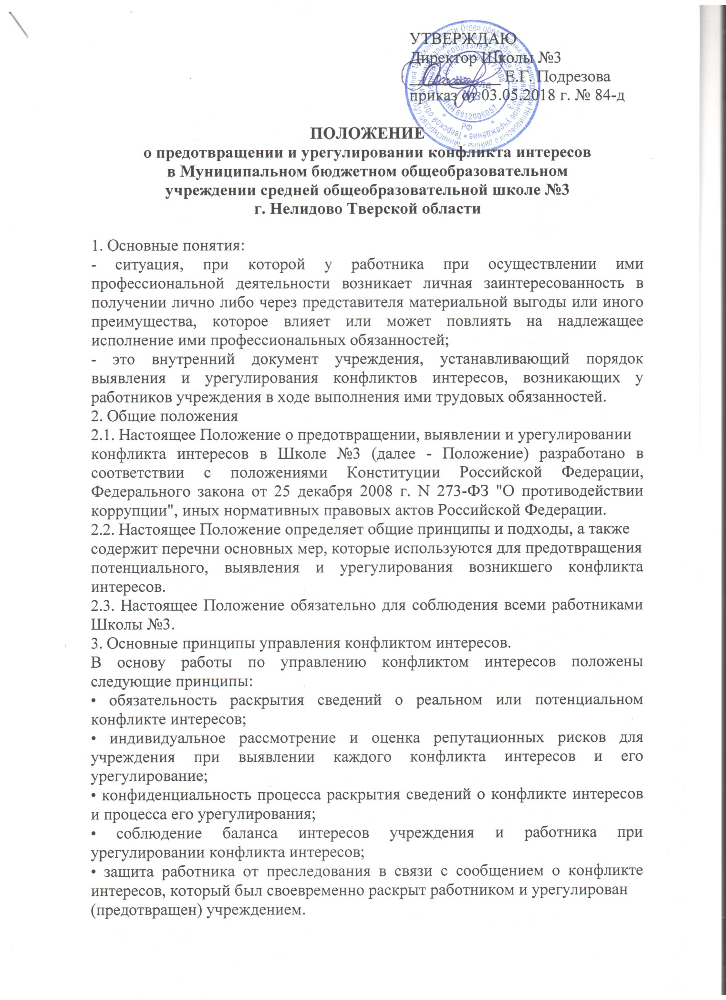 УТВЕРЖДАЮ
Директор Школы №3
Е.Г. Подрезова
приказ от 03.05.2018 г. № 84-д
Школа
№3
ИНН 6912006057
РФ
ПОЛОЖЕНИЕ
о предотвращении и урегулировании конфликта интересов
в Муниципальном бюджетном общеобразовательном
учреждении средней общеобразовательной школе №3
г. Нелидово Тверской области
1. Основные понятия:
- ситуация, при которой у работника при осуществлении ими
профессиональной деятельности возникает личная заинтересованность в
получении лично либо через представителя материальной выгоды или иного
преимущества, которое влияет или может повлиять на надлежащее
исполнение ими профессиональных обязанностей;
- это внутренний документ учреждения, устанавливающий порядок
выявления и урегулирования конфликтов интересов, возникающих у
работников учреждения в ходе выполнения ими трудовых обязанностей.
2. Общие положения
2.1. Настоящее Положение о предотвращении, выявлении и урегулировании
конфликта интересов в Школе №3 (далее - Положение) разработано в
соответствии с положениями Конституции Российской Федерации,
Федерального закона от 25 декабря 2008 г. N 273-ФЗ "О противодействии
коррупции", иных нормативных правовых актов Российской Федерации.
2.2. Настоящее Положение определяет общие принципы и подходы, а также
содержит перечни основных мер, которые используются для предотвращения
потенциального, выявления и урегулирования возникшего конфликта
интересов.
2.3. Настоящее Положение обязательно для соблюдения всеми работниками
Школы №3.
3. Основные принципы управления конфликтом интересов.
В основу работы по управлению конфликтом интересов положены
следующие принципы:
• обязательность раскрытия сведений о реальном или потенциальном
конфликте интересов;
• индивидуальное рассмотрение и оценка репутационных рисков для
учреждения при выявлении каждого конфликта интересов и его
урегулирование;
• конфиденциальность процесса раскрытия сведений о конфликте интересов
и процесса его урегулирования;
• соблюдение баланса интересов учреждения и работника при
урегулировании конфликта интересов;
• защита работника от преследования в связи с сообщением о конфликте
интересов, который был своевременно раскрыт работником и урегулирован
(предотвращен) учреждением.